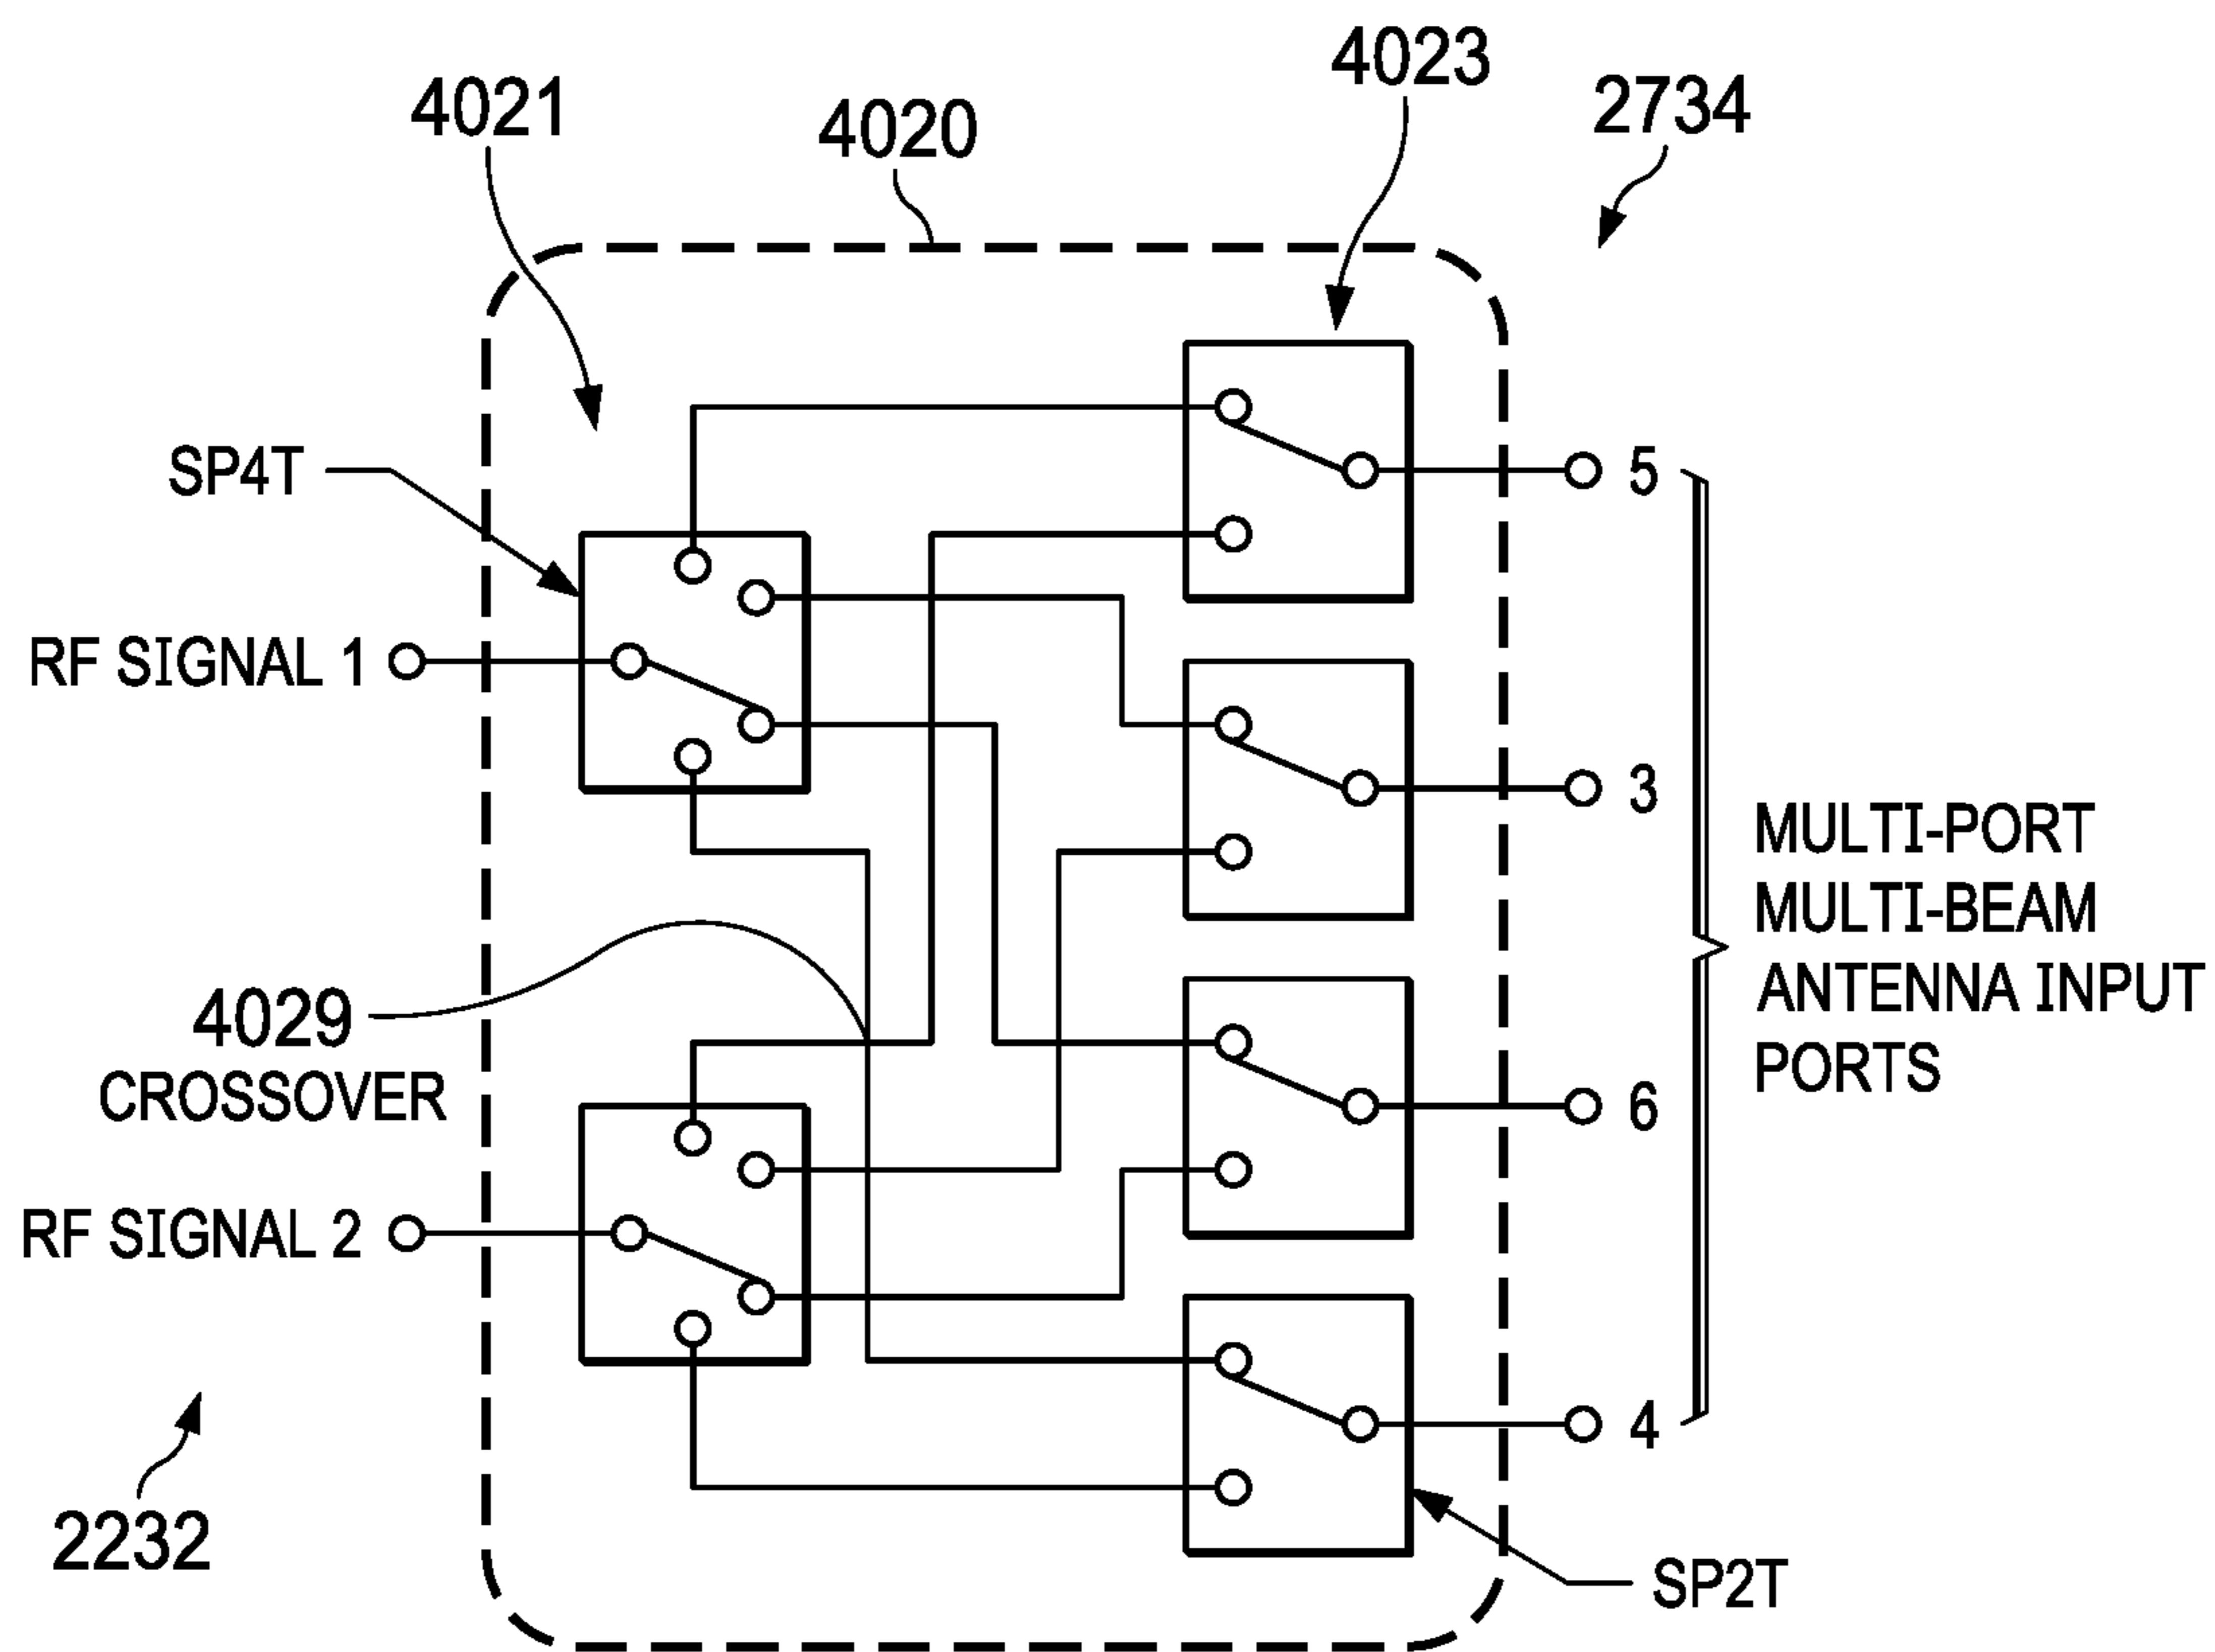 4021
4020
4023
2734
SP4T
5
RF SIGNAL 1
3
MULTI-PORT
MULTI-BEAM
ANTENNA INPUT
PORTS
4029
CROSSOVER
6
RF SIGNAL 2
4
2232
SP2T